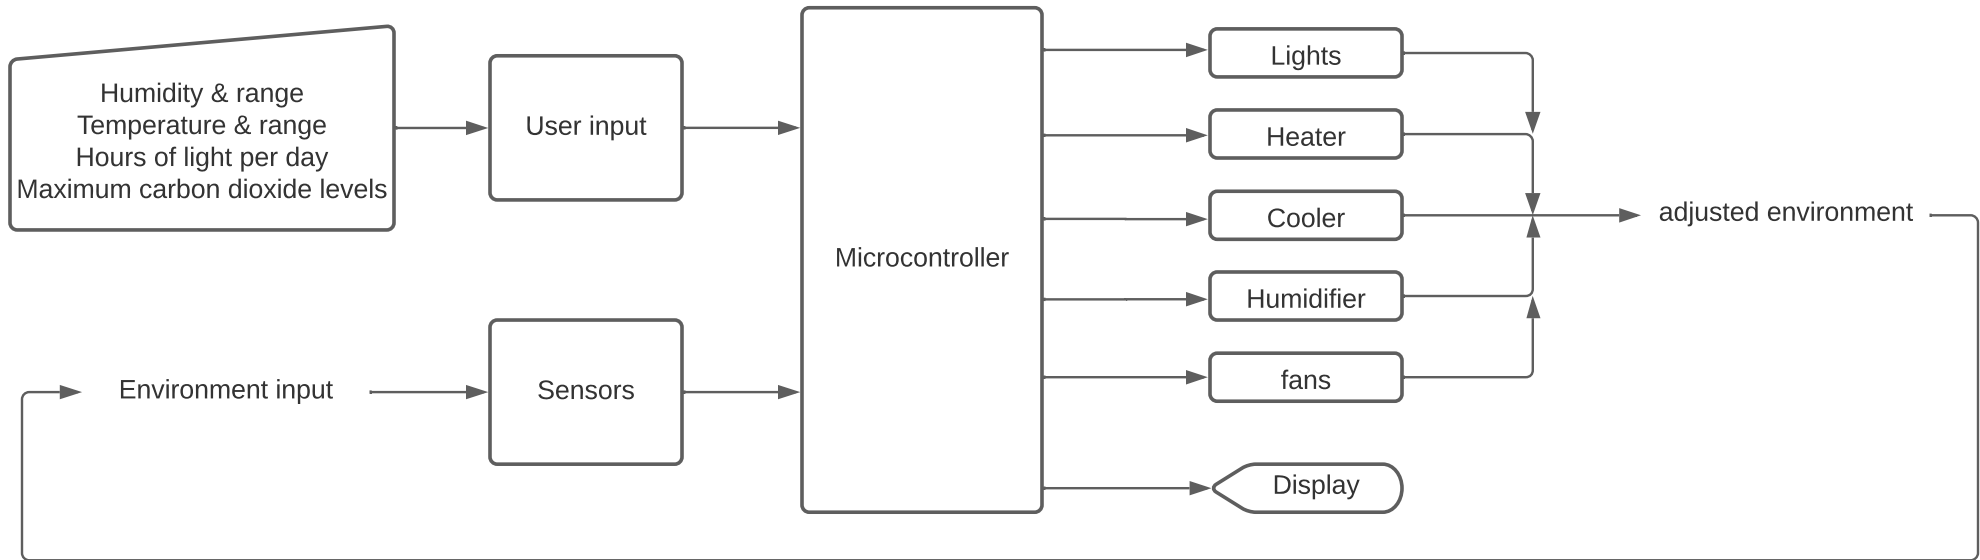 Humidity & range
Temperature & range
Hours of light per day
Maximum carbon dioxide levels
User input
Environment input
Sensors
Microcontroller
Lights
Heater
Cooler
Humidifier
fans
Display
adjusted environment